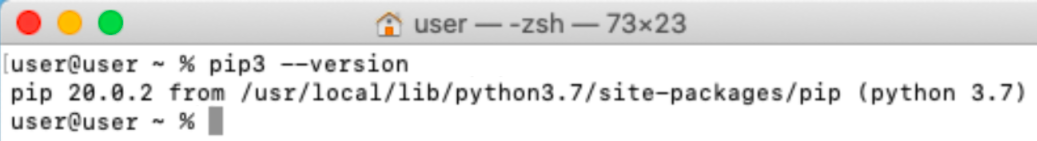 user — -zsh — 73×23
[user@user ~ % pip3 --version
pip 20.0.2 from /usr/local/lib/python3.7/site-packages/pip (python 3.7)
user@user ~ %